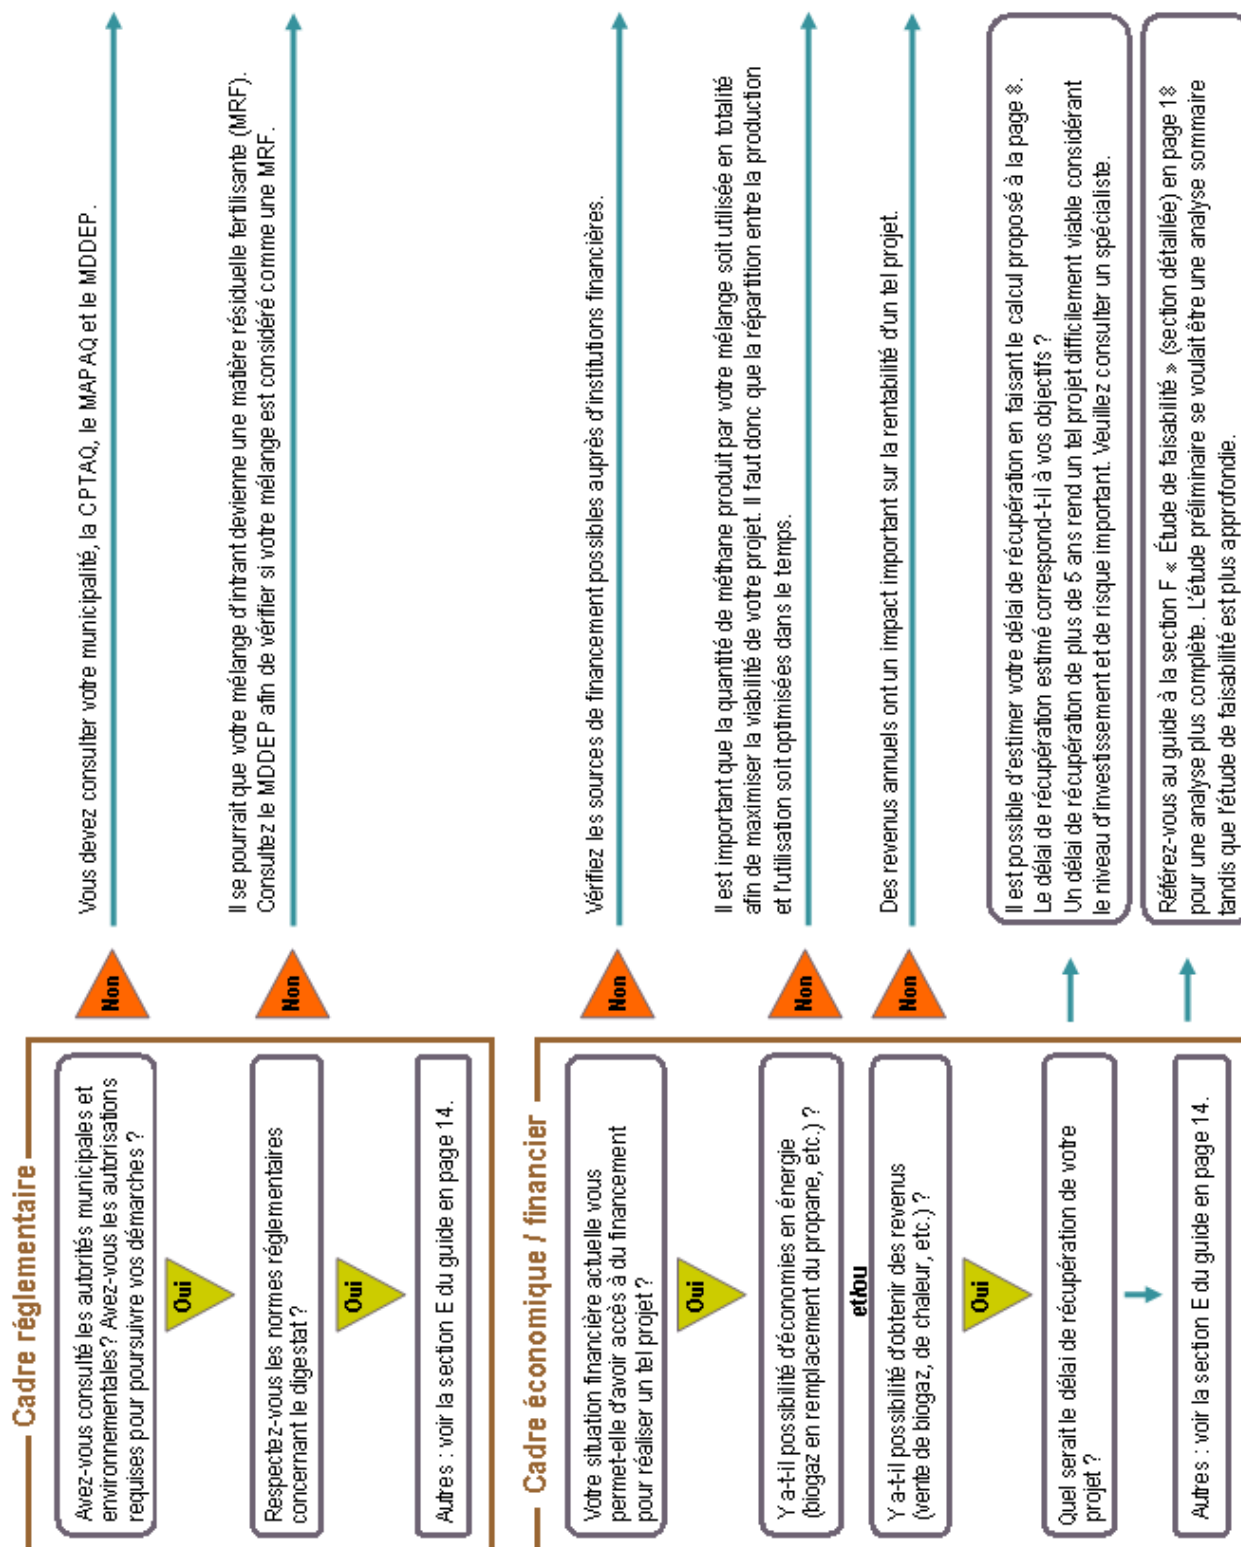 Cadre réglementaire
Avez-vous consulté les autorités municipales et
environnementales? Avez-vous les autorisations
requises pour poursuivre vos démarches ?
Non
Vous devez consulter votre municipalité, la CPTAQ, le MAPAQ et le MDDEP.
Oui
Respectez-vous les normes réglementaires
concernant le digestat ?
Non
Il se pourrait que votre mélange d'intrant devienne une matière résiduelle fertilisante (MRF).
Consultez le MDDEP afin de vérifier si votre mélange est considéré comme une MRF.
Oui
Autres : voir la section E du guide en page 14.
Cadre économique / financier
Votre situation financière actuelle vous
permet-elle d'avoir accès à du financement
pour réaliser un tel projet ?
Non
Vérifiez les sources de financement possibles auprès d'institutions financières.
Oui
Y a-t-il possibilité d'économies en énergie
(biogaz en remplacement du propane, etc.) ?
Non
Il est important que la quantité de méthane produit par votre mélange soit utilisée en totalité
afin de maximiser la viabilité de votre projet. Il faut donc que la répartition entre la production
et l'utilisation soit optimisées dans le temps.
et/ou
Y a-t-il possibilité d'obtenir des revenus
(vente de biogaz, de chaleur, etc.) ?
Non
Des revenus annuels ont un impact important sur la rentabilité d'un tel projet.
Oui
Quel serait le délai de récupération de votre
projet ?
Il est possible d'estimer votre délai de récupération en faisant le calcul proposé à la page 8.
Le délai de récupération estimé correspond-t-il à vos objectifs ?
Un délai de récupération de plus de 5 ans rend un tel projet difficilement viable considérant
le niveau d'investissement et de risque important. Veuillez consulter un spécialiste.
Autres : voir la section E du guide en page 14.
Référez-vous au guide à la section F « Étude de faisabilité » (section détaillée) en page 18
pour une analyse plus complète. L'étude préliminaire se voulait être une analyse sommaire
tandis que l'étude de faisabilité est plus approfondie.